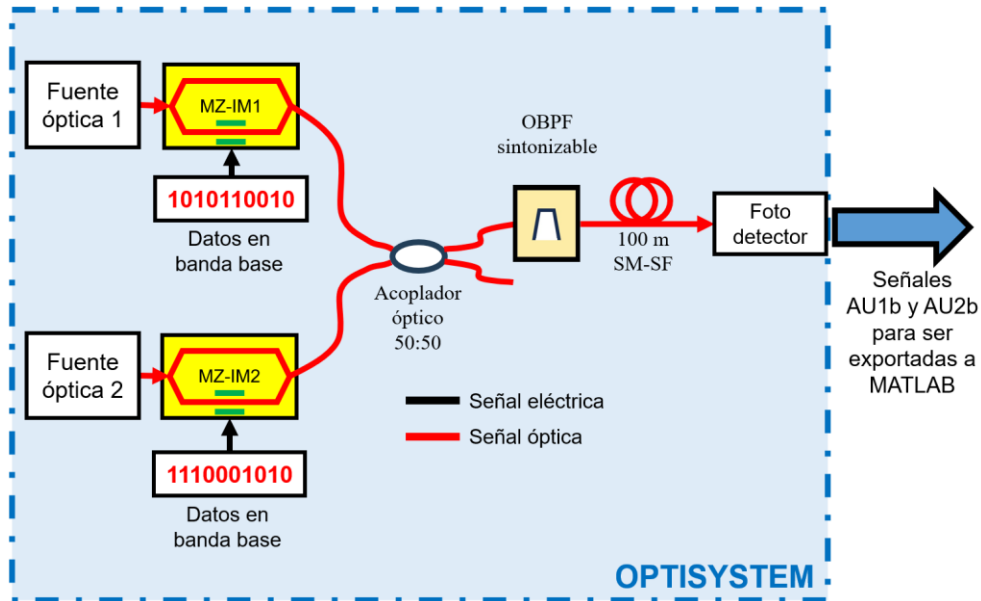 Fuente
óptica 1
MZ-IM1
1010110010
Datos en
banda base
OBPF
sintonizable
100 m
SM-SF
Foto
detector
Señales
AU1b y AU2b
para ser
exportadas a
MATLAB
Acoplador
óptico
50:50
Fuente
óptica 2
MZ-IM2
1110001010
Datos en
banda base
Señal eléctrica
Señal óptica
OPTISYSTEM